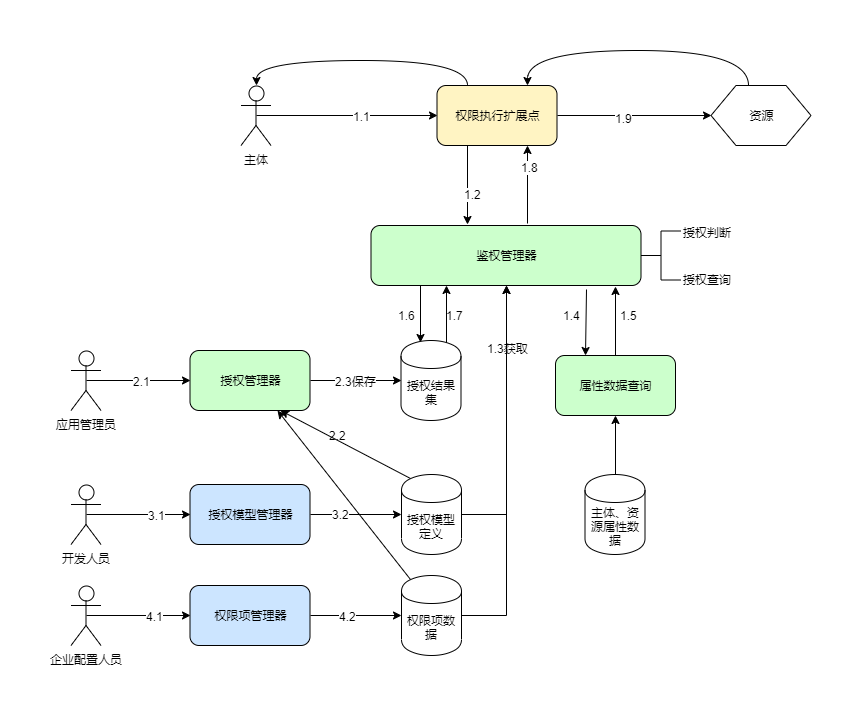 1.1
权限执行扩展点
1.9
资源
主体
1.2
1.8
鉴权管理器
授权判断
授权查询
1.6
1.7
1.3获取
1.4
1.5
应用管理员
2.1
授权管理器
2.3保存
授权结果
集
属性数据查询
2.2
开发人员
3.1
授权模型管理器
3.2
授权模型
定义
主体、资
源属性数
据
企业配置人员
4.1
权限项管理器
4.2
权限项数
据